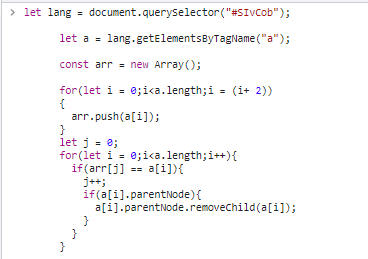 > let lang = document.querySelector("#SIvCob");
let a = lang.getElementsByTagName("a");
const arr = new Array();
for(let i = 0;i<a.length;i = (i+ 2))
{
arr.push(a[i]);
}
let j = 0;
for(let i = 0;i<a.length;i++){
if(arr[j] == a[i]){
j++;
if(a[i].parentNode){
a[i].parentNode.removeChild(a[i]);
}
}
}